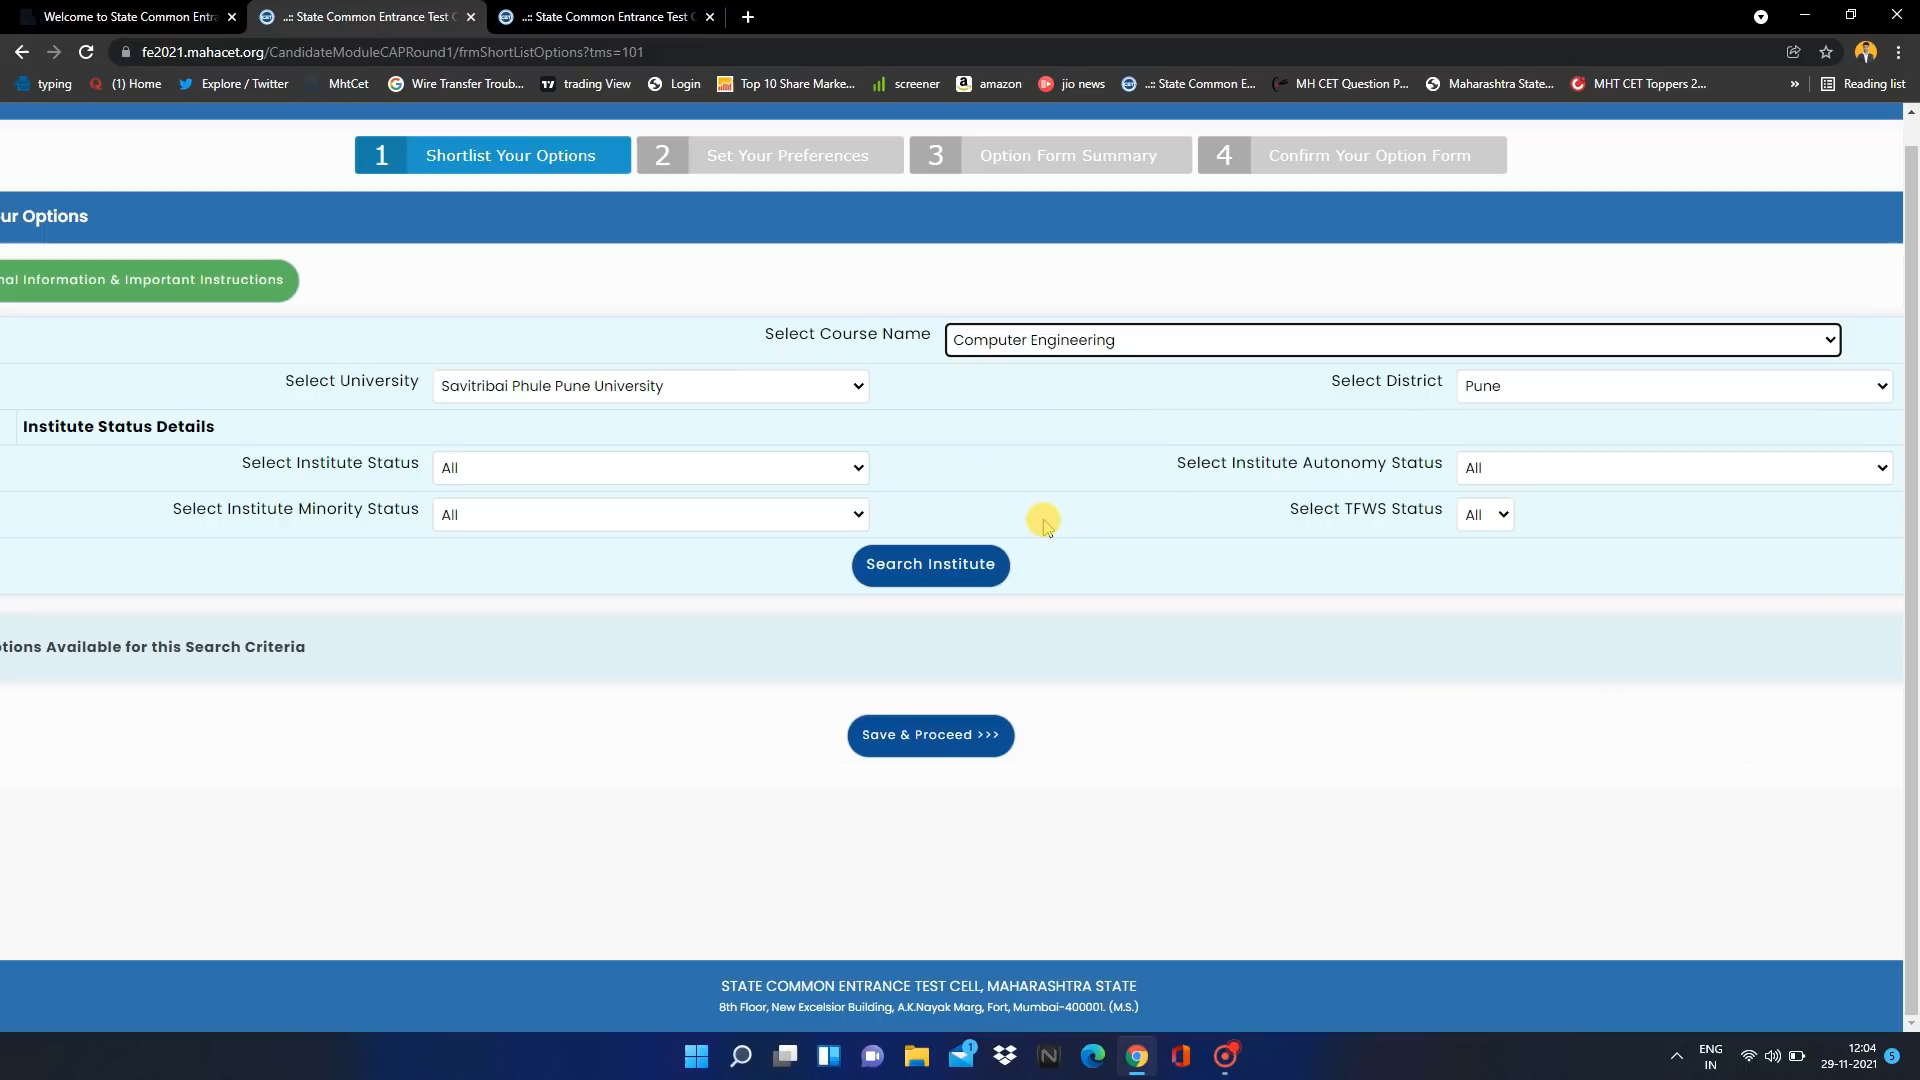 Welcome to State Common Entra
..:: State Common Entrance Test C
..:: State Common Entrance Test C
fe2021.mahacet.org/CandidateModuleCAPRound1/frmShortListOptions?tms=101
typing
(1) Home
Explore / Twitter
MhtCet
Wire Transfer Troub...
trading View
Login
Top 10 Share Marke...
screener
amazon
jio news
..:: State Common E...
MH CET Question P...
Maharashtra State...
MHT CET Toppers 2...
»
Reading list
1 Shortlist Your Options
2 Set Your Preferences
3 Option Form Summary
4 Confirm Your Option Form
ur Options
nal Information & Important Instructions
Select Course Name Computer Engineering
Select University Savitribai Phule Pune University Select District Pune
Institute Status Details
Select Institute Status All Select Institute Autonomy Status All
Select Institute Minority Status All Select TFWS Status All
Search Institute
tions Available for this Search Criteria
Save & Proceed >>>
STATE COMMON ENTRANCE TEST CELL, MAHARASHTRA STATE
8th Floor, New Excelsior Building, A.K.Nayak Marg, Fort, Mumbai-400001. (M.S.)
1
ENG
IN
12:04
29-11-2021
5